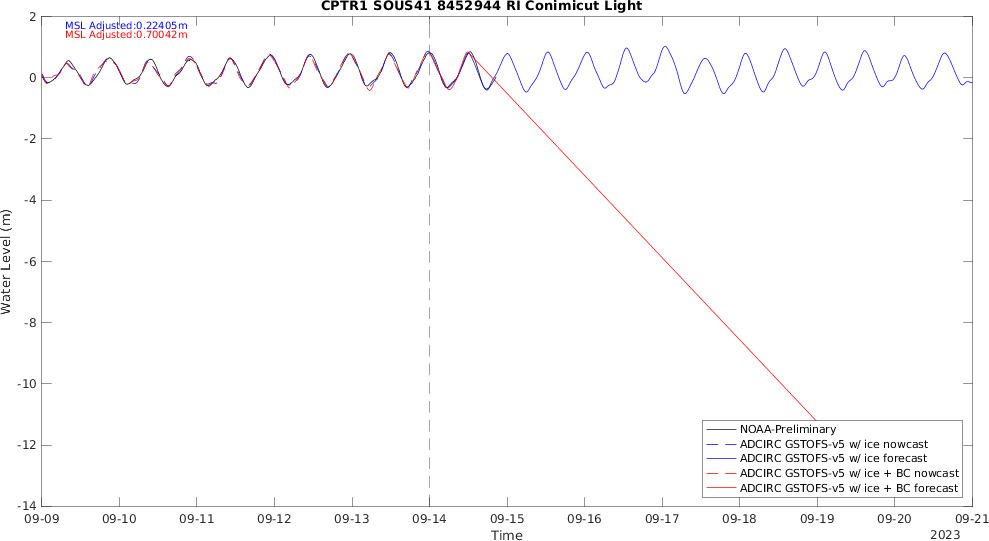 CPTR1 SOUS41 8452944 RI Conimicut Light
MSL Adjusted:0.22405m
MSL Adjusted:0.70042m
2
0
-2
-4
-6
-8
-10
-12
-14
Water Level (m)
NOAA-Preliminary
ADCIRC GSTOFS-v5 w/ ice nowcast
ADCIRC GSTOFS-v5 w/ ice forecast
ADCIRC GSTOFS-v5 w/ ice + BC nowcast
ADCIRC GSTOFS-v5 w/ ice + BC forecast
09-09 09-10 09-11 09-12 09-13 09-14 09-15 09-16 09-17 09-18 09-19 09-20 09-21
Time
2023